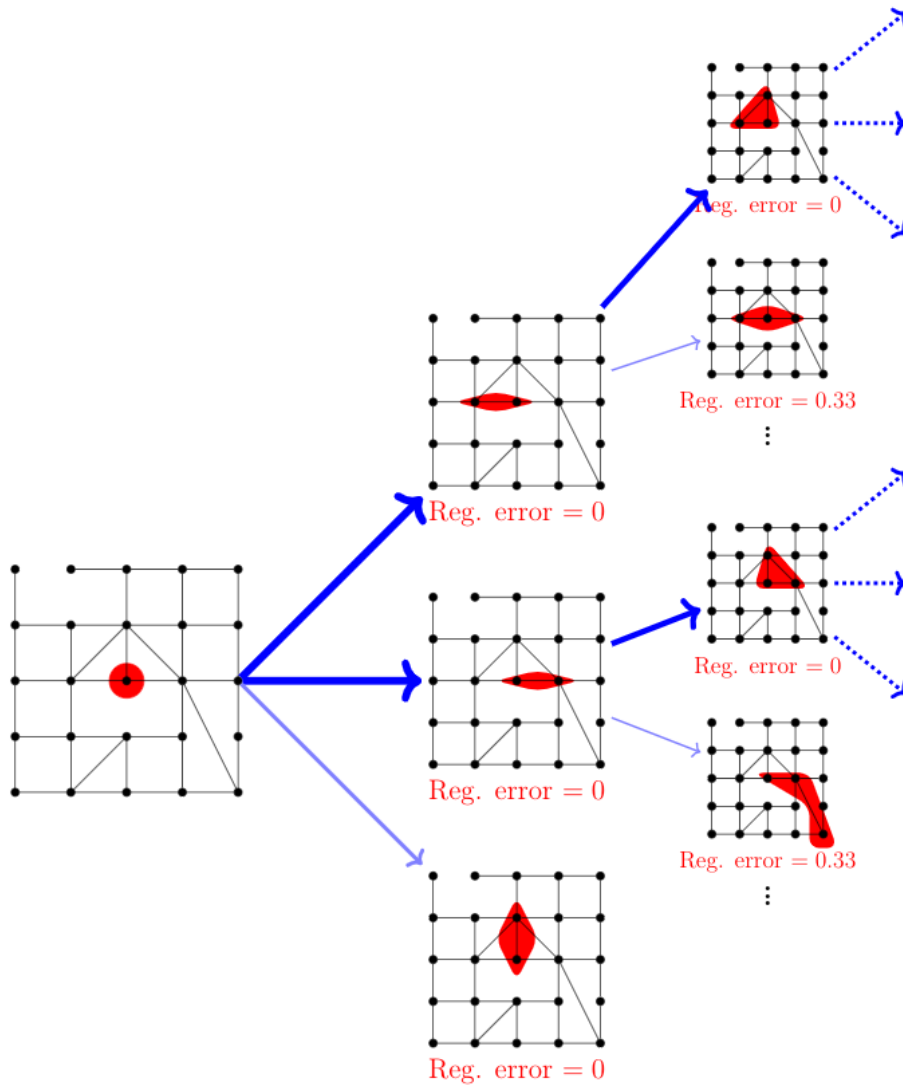 Reg. error = 0
Reg. error = 0.33
⋮
Reg. error = 0
Reg. error = 0
Reg. error = 0
Reg. error = 0.33
⋮
Reg. error = 0